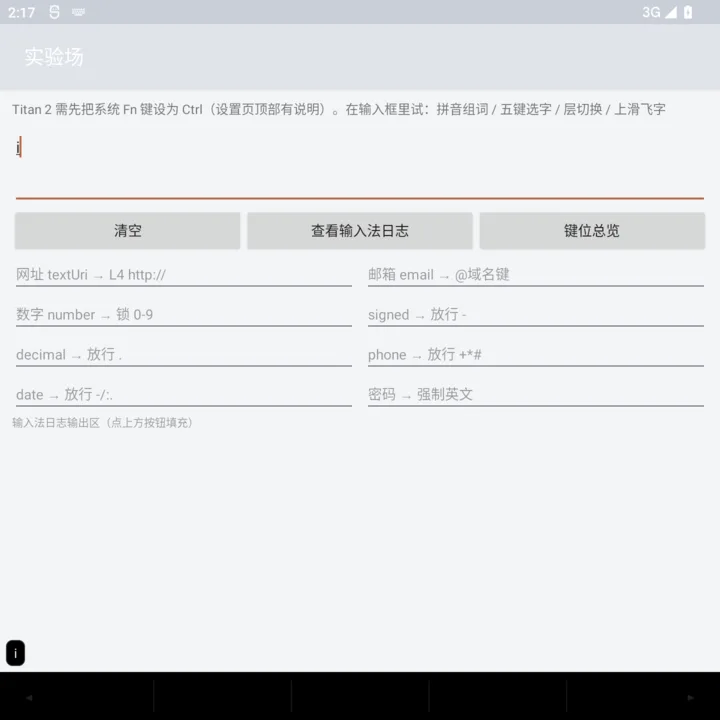 2:17 3G
实验场
Titan 2 需先把系统 Fn 键设为 Ctrl（设置页顶部有说明）。在输入框里试：拼音组词 / 五键选字 / 层切换 / 上滑飞字
i
清空 查看输入法日志 键位总览
网址 textUri → L4 http:// 邮箱 email → @域名键
数字 number → 锁 0-9 signed → 放行 -
decimal → 放行 . phone → 放行 +*#
date → 放行 -/:. 密码 → 强制英文
输入法日志输出区（点上方按钮填充）
i